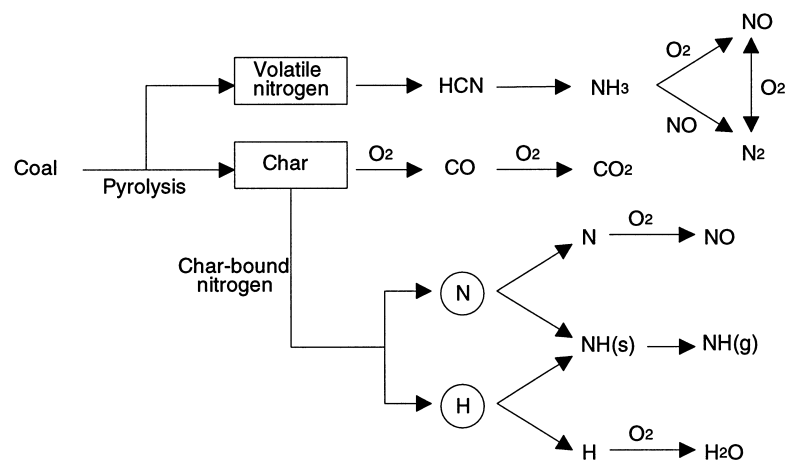 NO
O2
Volatile
nitrogen
HCN
NH3
O2
NO
N2
Coal
Pyrolysis
Char
O2
CO
O2
CO2
Char-bound
nitrogen
N
N
O2
NO
NH(s)
NH(g)
H
H
O2
H2O